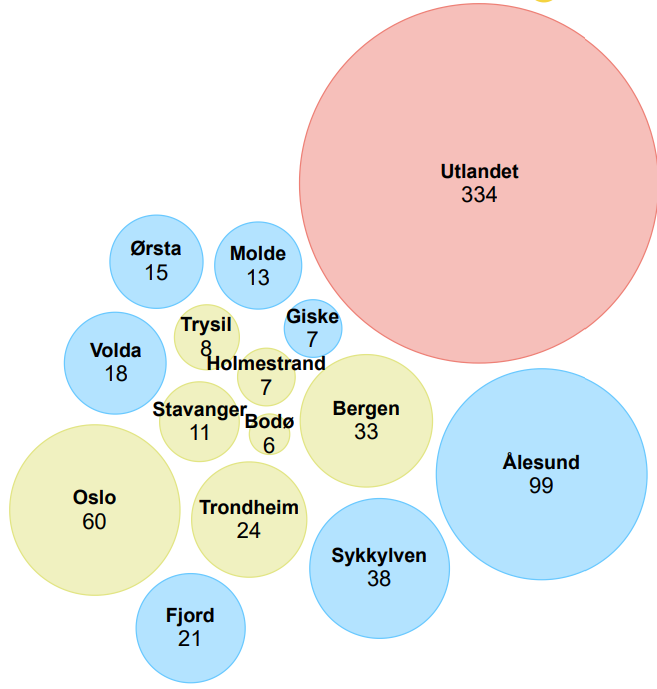 Utlandet
334
Ørsta
15
Molde
13
Giske
7
Trysil
8
Volda
18
Holmestrand
7
Stavanger
11
Bodø
6
Bergen
33
Ålesund
99
Oslo
60
Trondheim
24
Sykkylven
38
Fjord
21